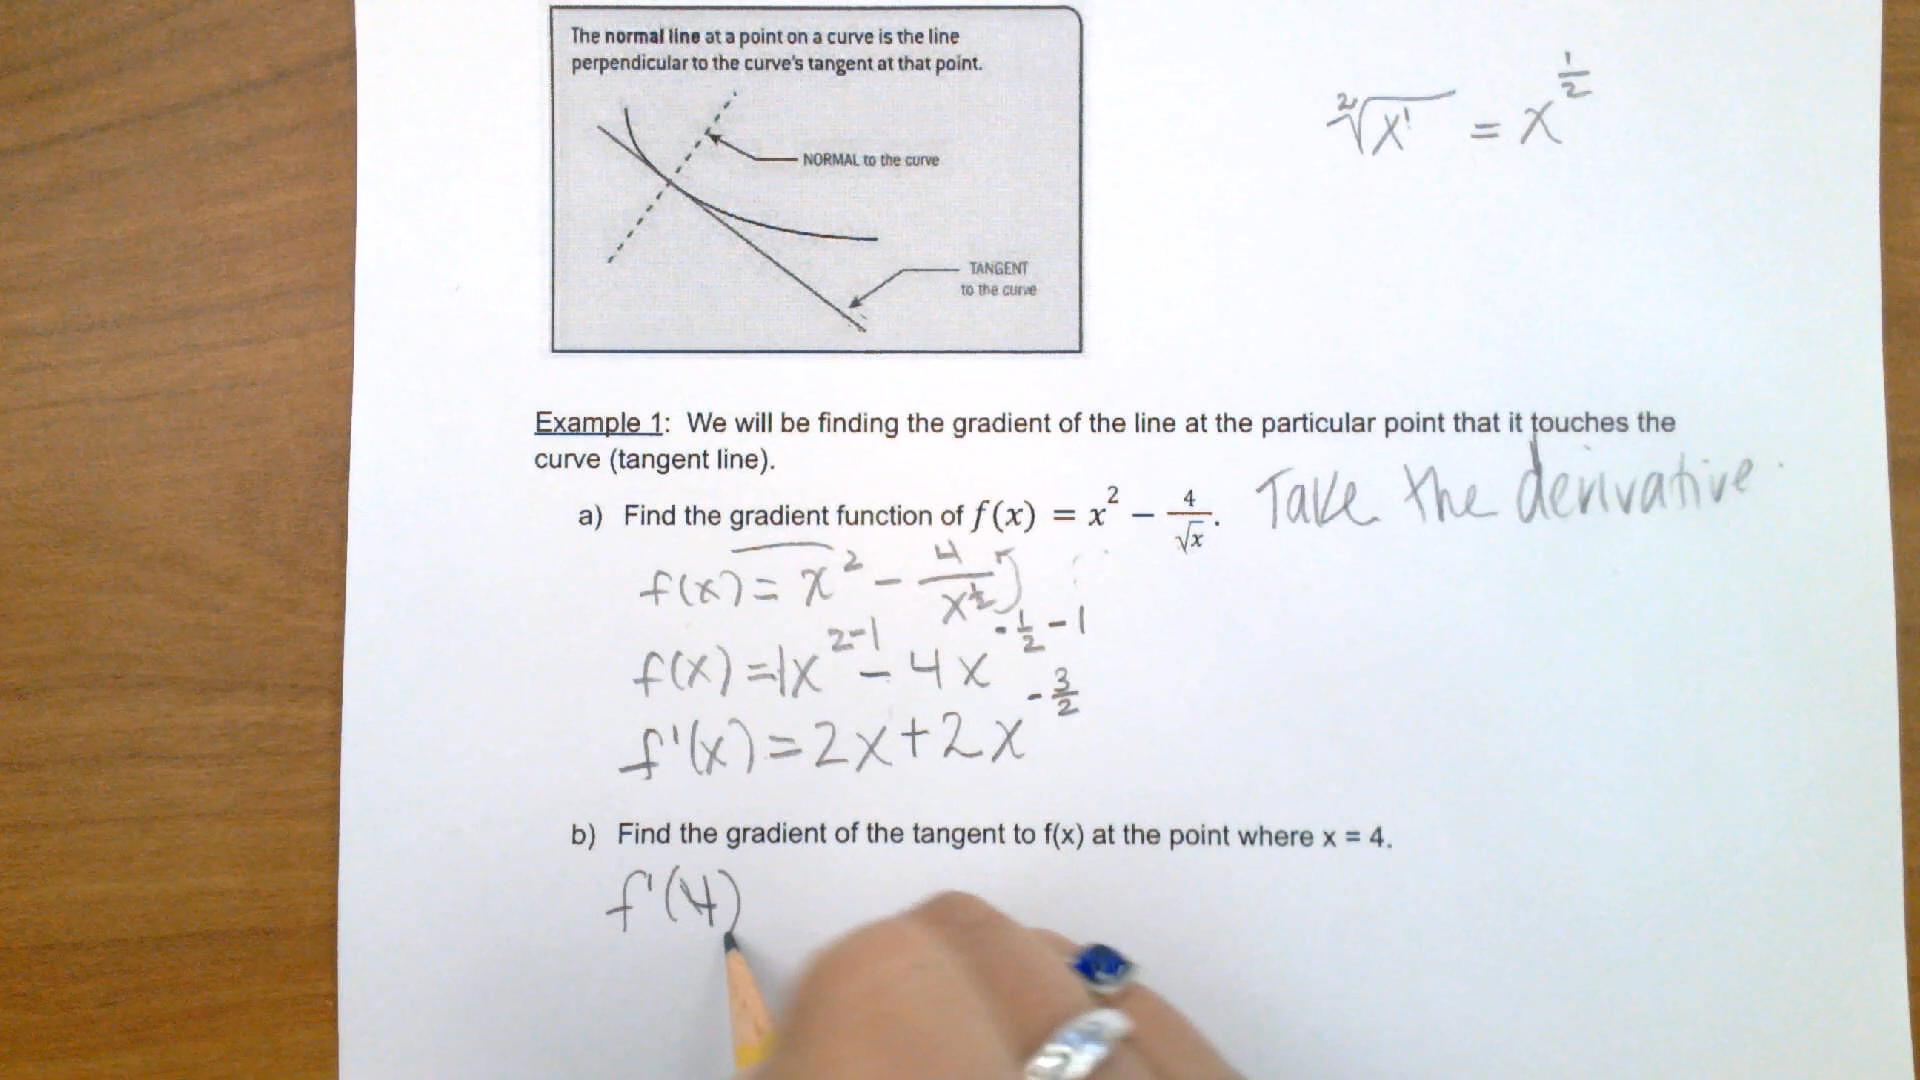 The normal line at a point on a curve is the line
perpendicular to the curve's tangent at that point.
NORMAL to the curve
TANGENT
to the curve
²√x¹ = x^(1/2)
Example 1: We will be finding the gradient of the line at the particular point that it touches the
curve (tangent line).
a) Find the gradient function of f(x) = x² − 4/√x. Take the derivative
f(x) = x² − 4/x^(1/2)
f(x) = 1x^(2-1) − 4x^(-1/2 - 1)
f'(x) = 2x + 2x^(-3/2)
b) Find the gradient of the tangent to f(x) at the point where x = 4.
f'(4)